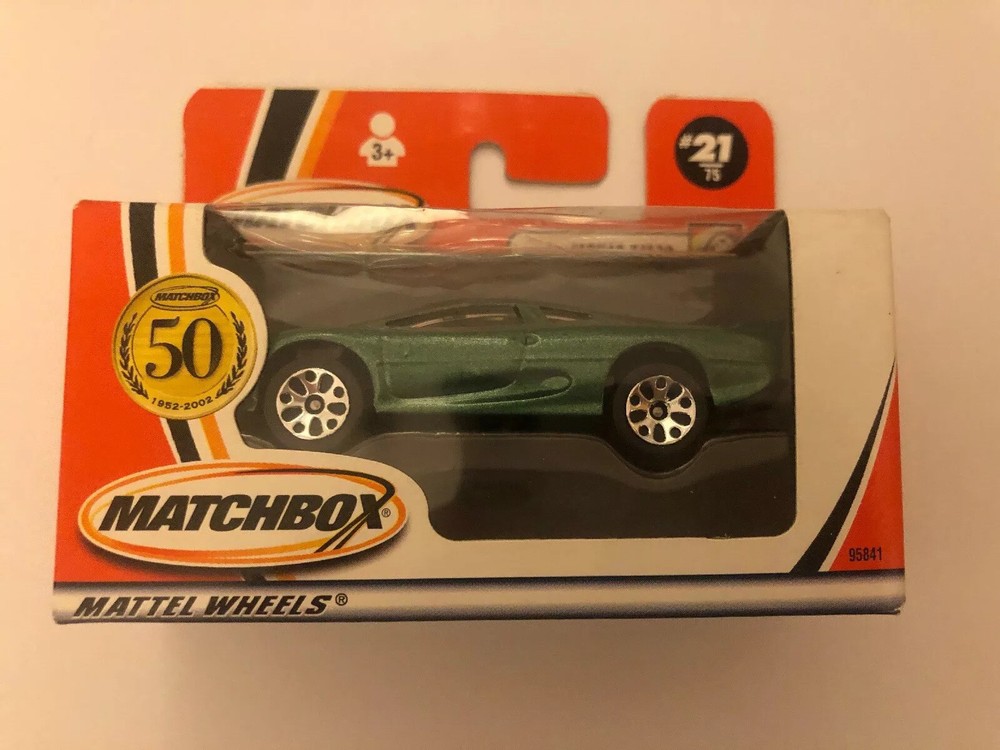 3+
#21
75
MATCHBOX
50
1952-2002
MATCHBOX®
95841
MATTEL WHEELS®